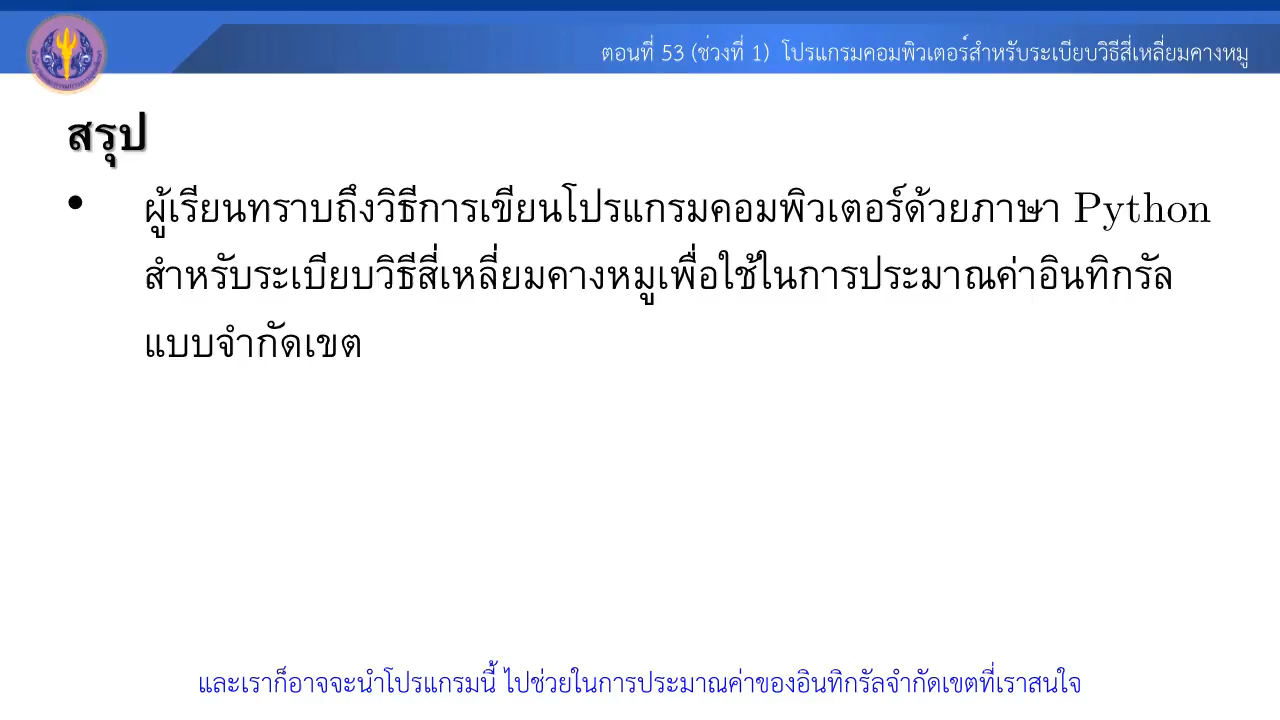 ตอนที่ 53 (ช่วงที่ 1) โปรแกรมคอมพิวเตอร์สำหรับระเบียบวิธีสี่เหลี่ยมคางหมู
สรุป
• ผู้เรียนทราบถึงวิธีการเขียนโปรแกรมคอมพิวเตอร์ด้วยภาษา Python
สำหรับระเบียบวิธีสี่เหลี่ยมคางหมูเพื่อใช้ในการประมาณค่าอินทิกรัล
แบบจำกัดเขต
และเราก็อาจจะนำโปรแกรมนี้ ไปช่วยในการประมาณค่าของอินทิกรัลจำกัดเขตที่เราสนใจ